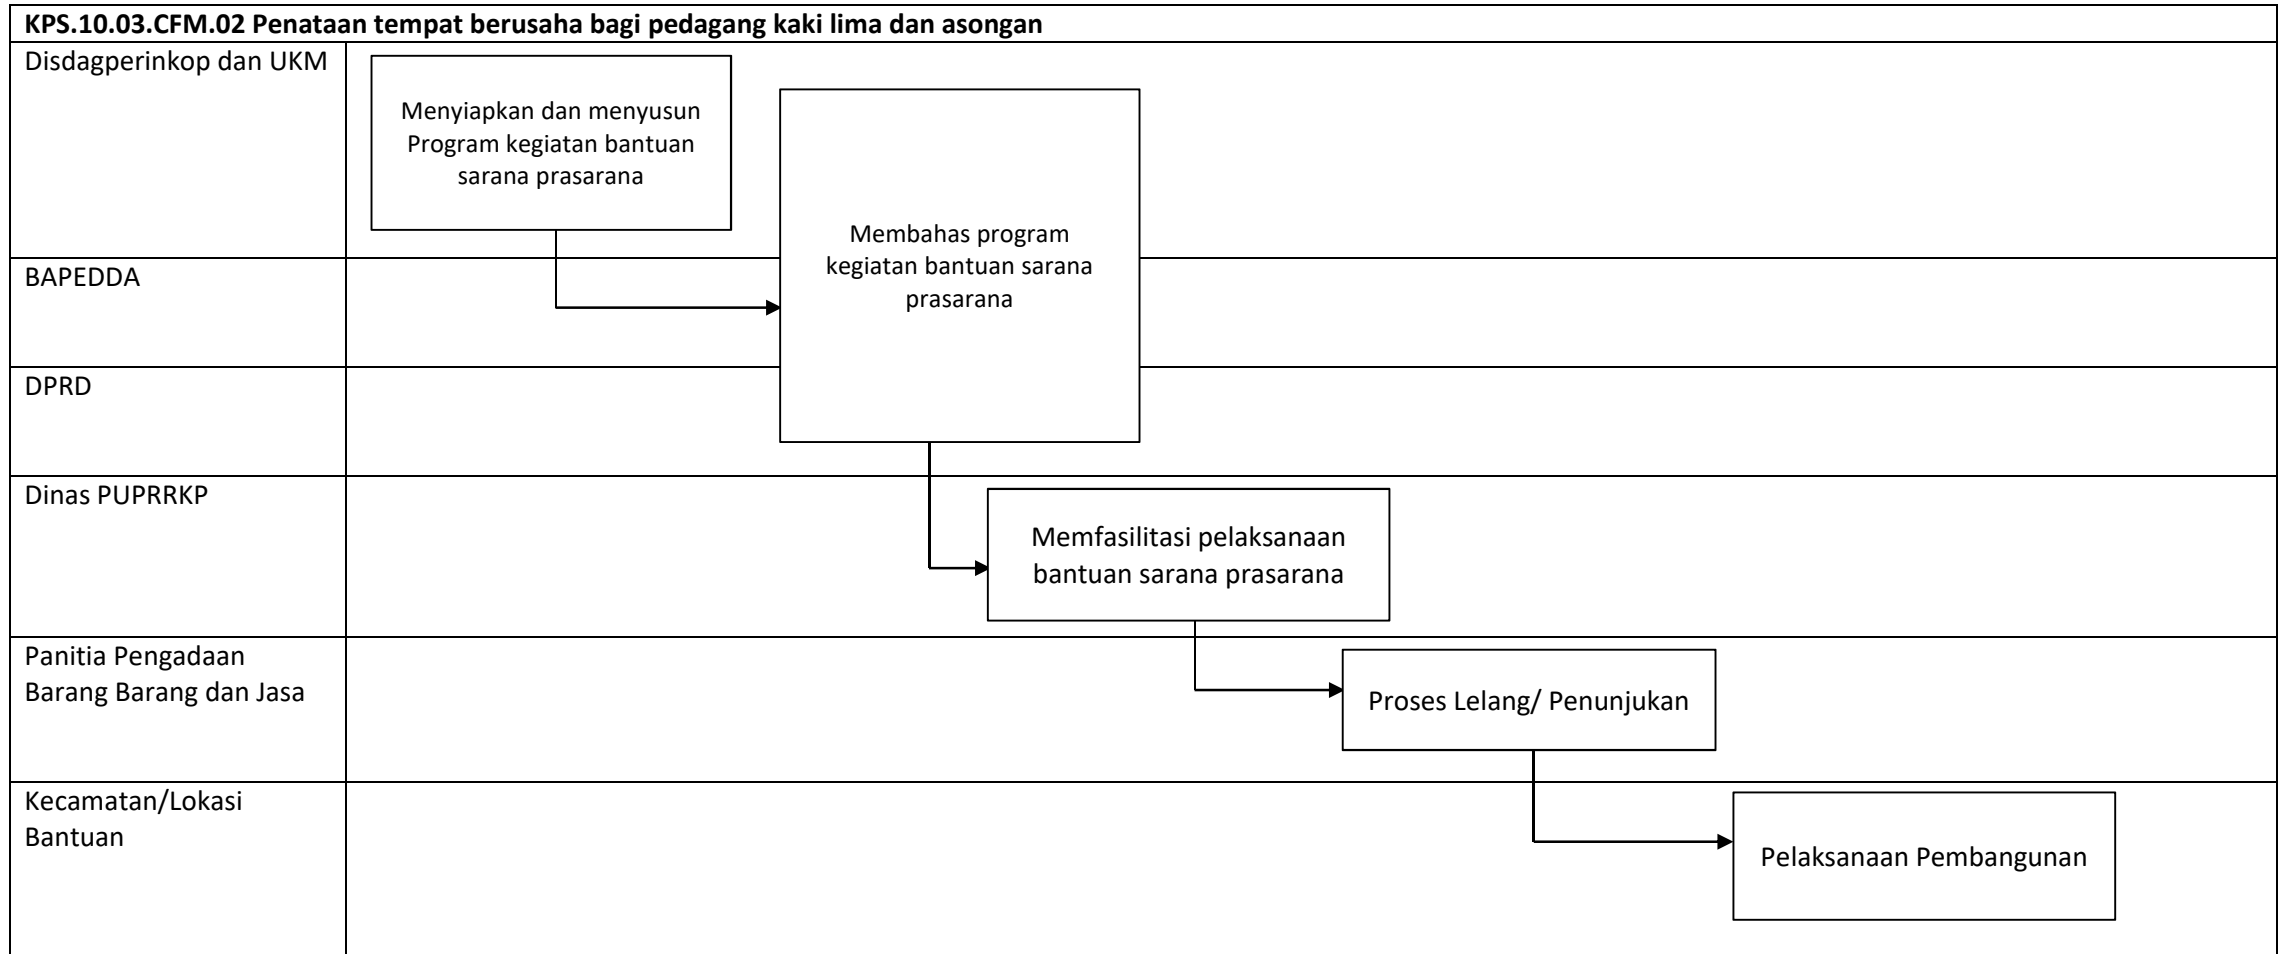 KPS.10.03.CFM.02 Penataan tempat berusaha bagi pedagang kaki lima dan asongan
Disdagperinkop dan UKM
Menyiapkan dan menyusun
Program kegiatan bantuan
sarana prasarana
Membahas program
kegiatan bantuan sarana
prasarana
BAPEDDA
DPRD
Dinas PUPRRKP
Memfasilitasi pelaksanaan
bantuan sarana prasarana
Panitia Pengadaan
Barang Barang dan Jasa
Proses Lelang/ Penunjukan
Kecamatan/Lokasi
Bantuan
Pelaksanaan Pembangunan